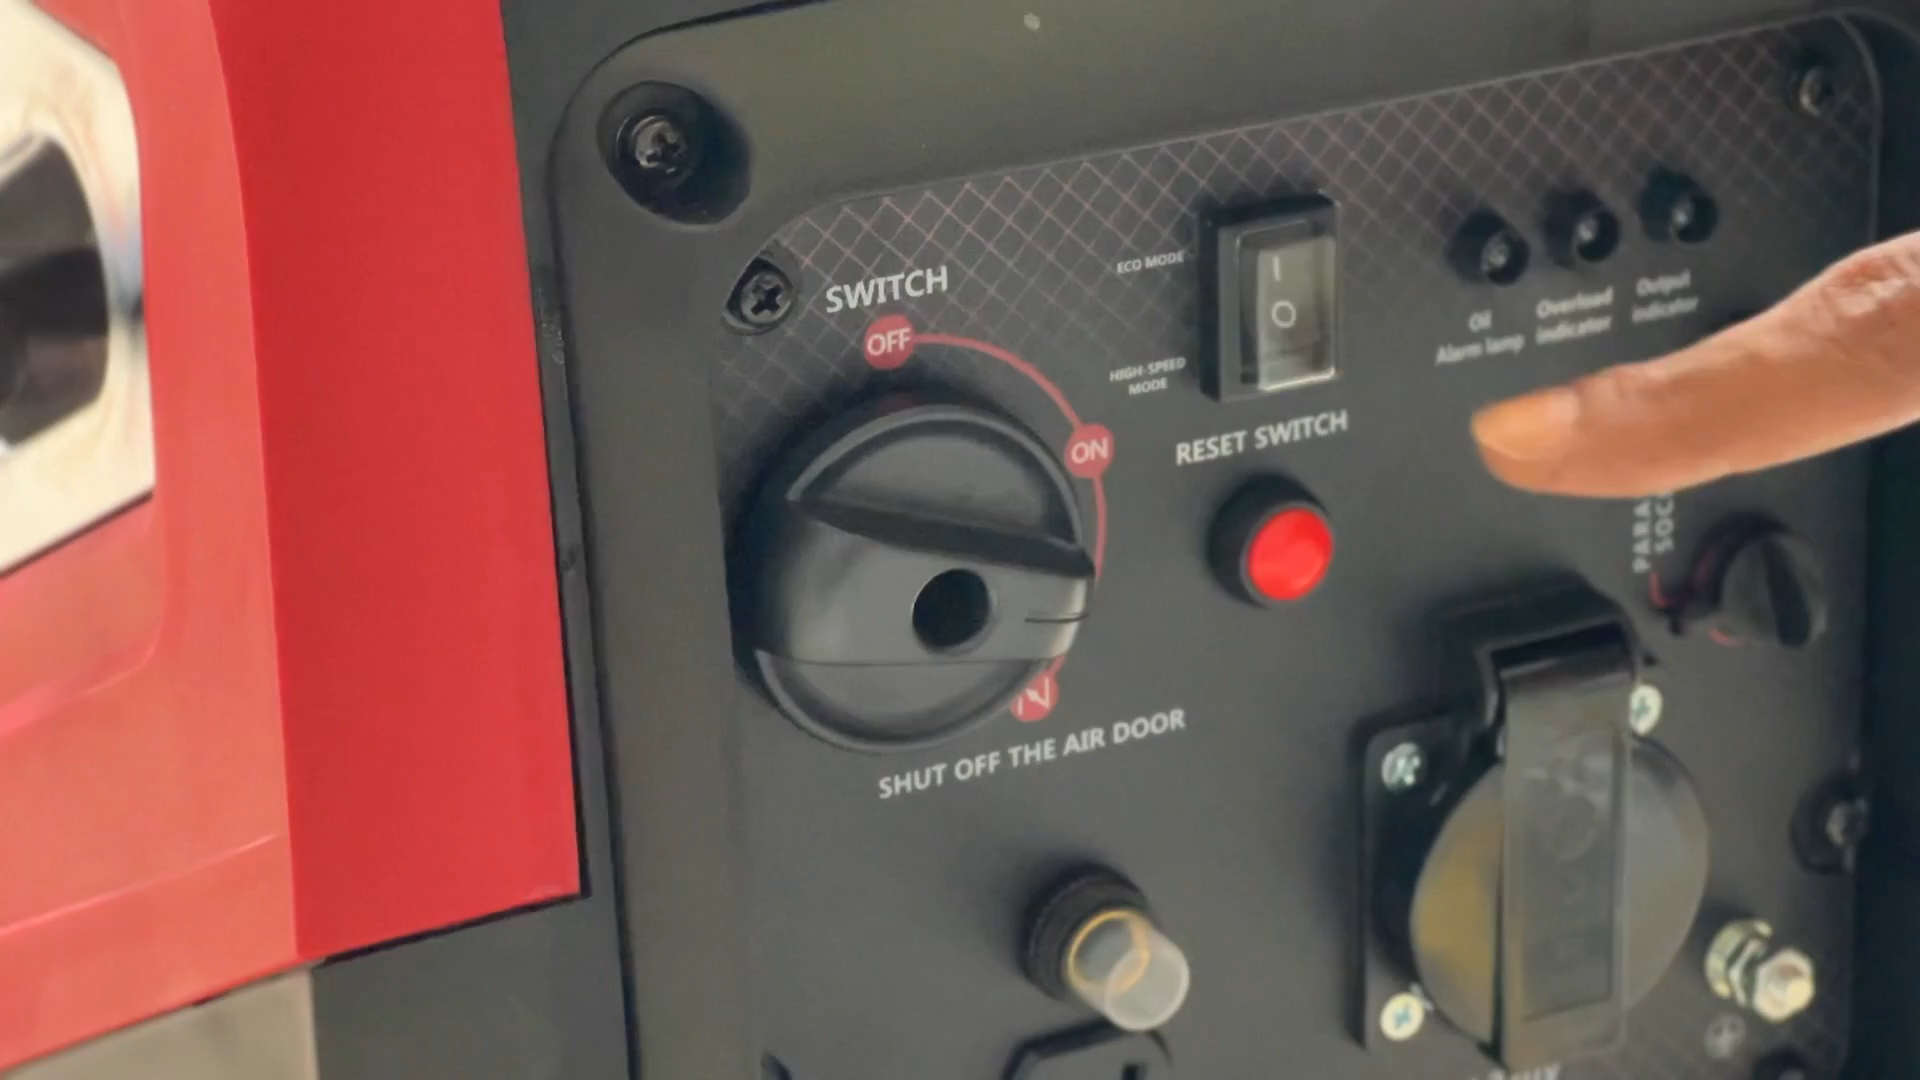 SWITCH
OFF
ON
SHUT OFF THE AIR DOOR
ECO MODE
HIGH-SPEED
MODE
I
O
RESET SWITCH
Oil
Alarm lamp
Overload
indicator
Output
indicator